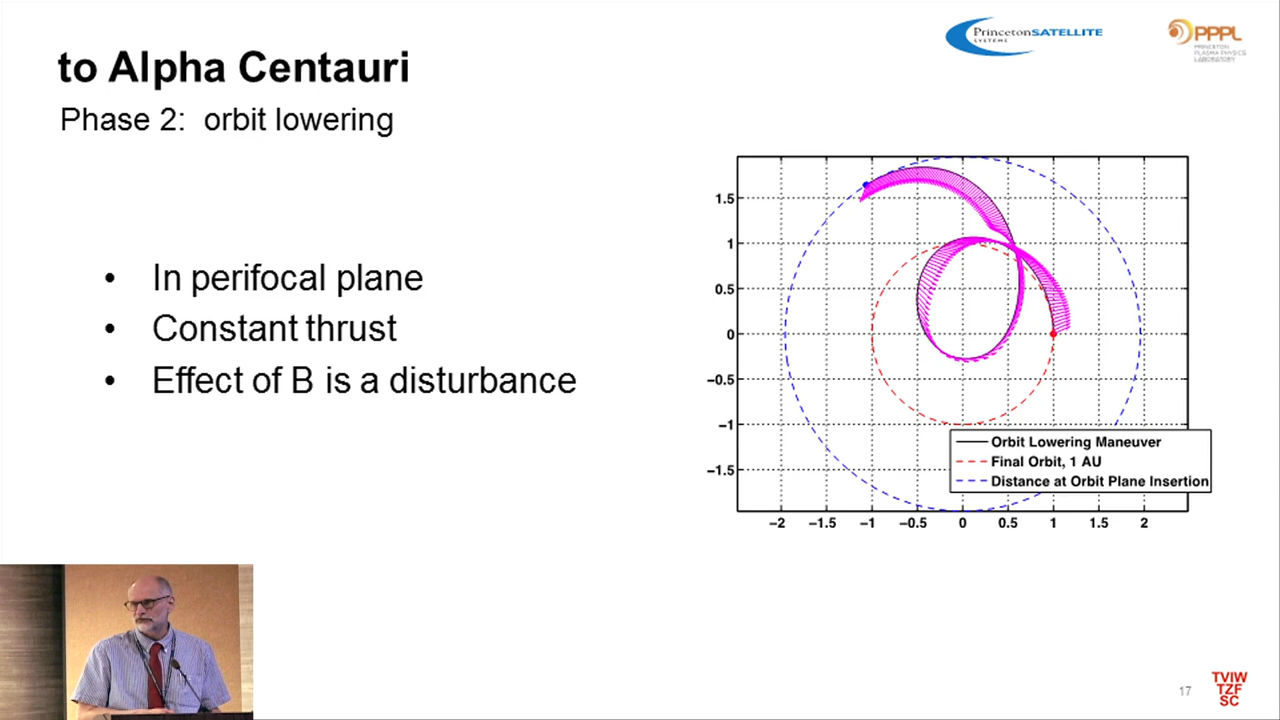 PrincetonSATELLITE
SYSTEMS
PPPL
PRINCETON
PLASMA PHYSICS
LABORATORY
to Alpha Centauri
Phase 2: orbit lowering
• In perifocal plane
• Constant thrust
• Effect of B is a disturbance
1.5
1
0.5
0
−0.5
−1
−1.5
−2 −1.5 −1 −0.5 0 0.5 1 1.5 2
Orbit Lowering Maneuver
Final Orbit, 1 AU
Distance at Orbit Plane Insertion
17
TVIW
TZF
SC